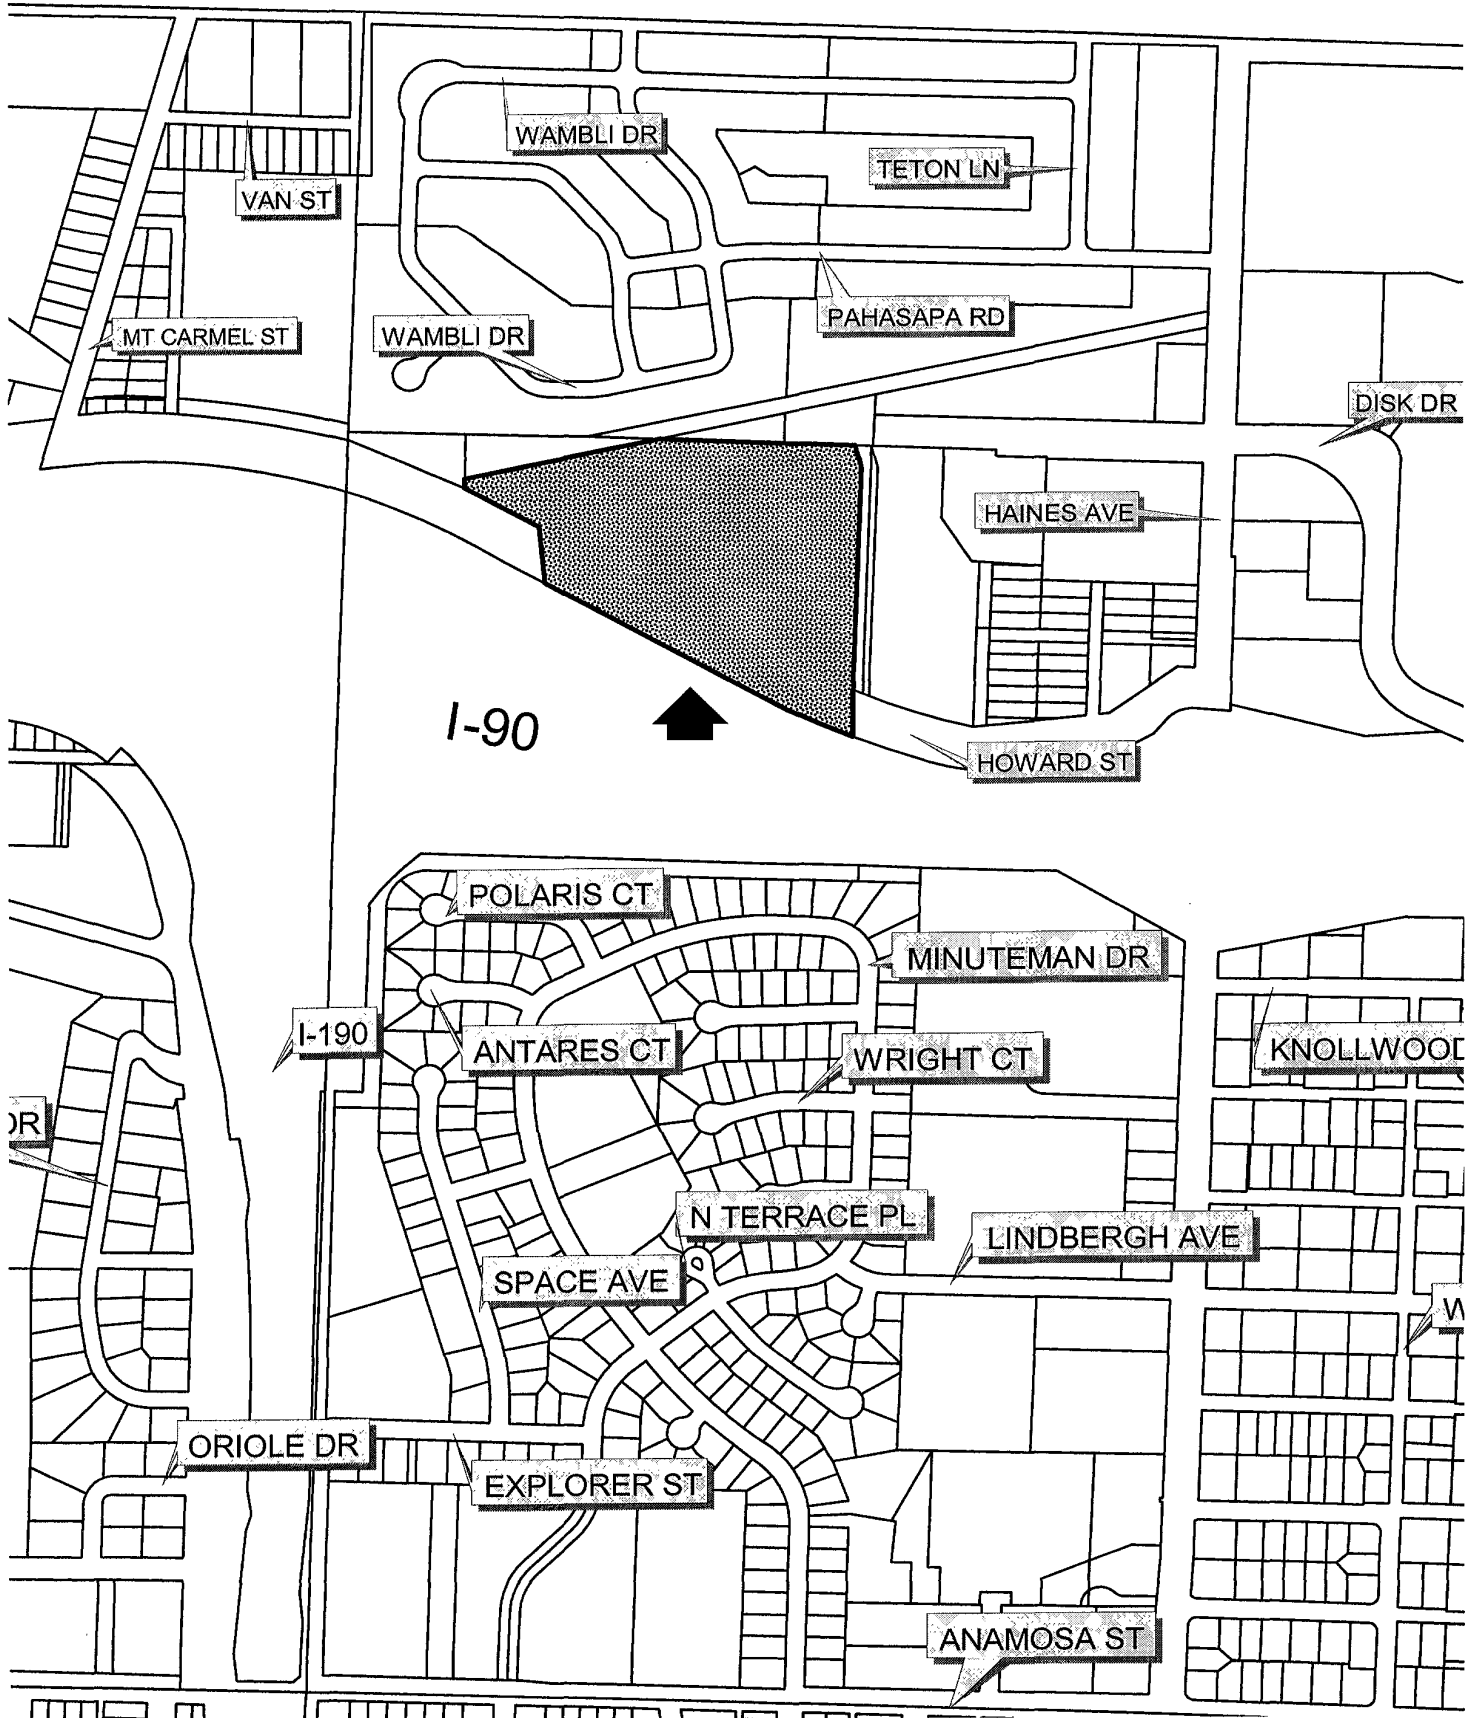 WAMBLI DR
TETON LN
VAN ST
PAHASAPA RD
MT CARMEL ST
WAMBLI DR
DISK DR
HAINES AVE
I-90
HOWARD ST
POLARIS CT
MINUTEMAN DR
I-190
ANTARES CT
WRIGHT CT
KNOLLWOOD
DR
N TERRACE PL
LINDBERGH AVE
SPACE AVE
W
ORIOLE DR
EXPLORER ST
ANAMOSA ST